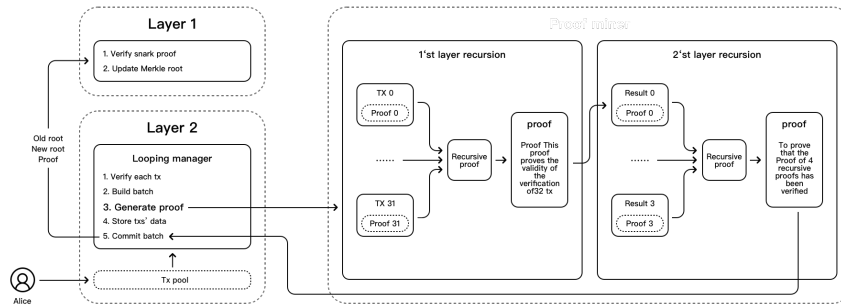 Layer 1
1. Verify snark proof
2. Update Merkle root
Old root
New root
Proof
Layer 2
Looping manager
1. Verify each tx
2. Build batch
3. Generate proof
4. Store txs' data
5. Commit batch
Tx pool
Alice
Proof mixer
1'st layer recursion
TX 0
Proof 0
......
TX 31
Proof 31
Recursive
proof
proof
Proof This
proof
proves the
validity of
the
verification
of32 tx
2'st layer recursion
Result 0
Proof 0
......
Result 3
Proof 3
Recursive
proof
proof
To prove
that the
Proof of 4
recursive
proofs has
been
verified